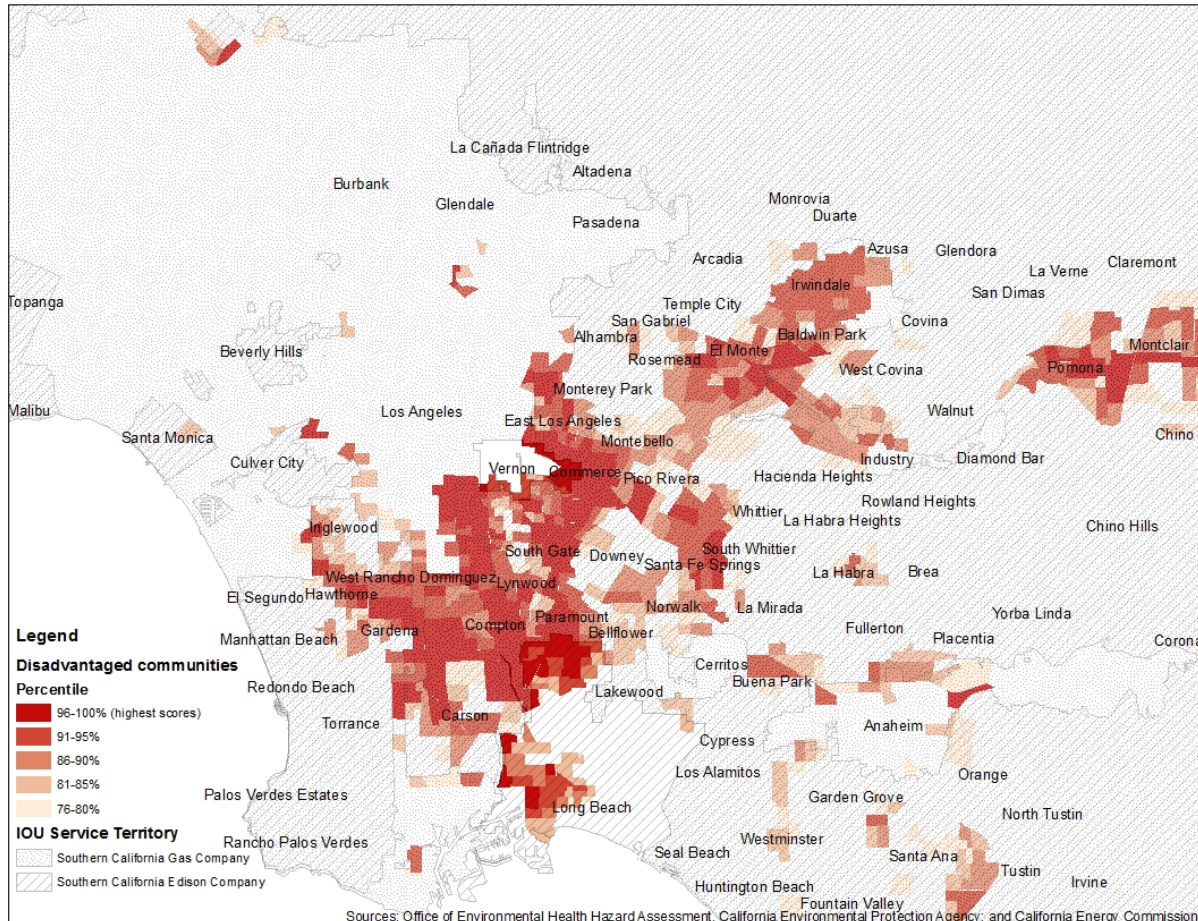 La Cañada Flintridge
Altadena
Burbank
Glendale
Pasadena
Monrovia
Duarte
Arcadia
Azusa
Glendora
La Verne
Claremont
San Dimas
Irwindale
Topanga
Temple City
San Gabriel
Alhambra
Baldwin Park
Covina
Beverly Hills
Rosemead
El Monte
Montclair
West Covina
Pomona
Monterey Park
Malibu
Los Angeles
Walnut
East Los Angeles
Santa Monica
Montebello
Chino
Culver City
Vernon
Commerce
Industry
Diamond Bar
Pico Rivera
Hacienda Heights
Rowland Heights
Whittier
La Habra Heights
Chino Hills
Inglewood
South Gate
Downey
South Whittier
Santa Fe Springs
La Habra
Brea
West Rancho Dominguez
Lynwood
El Segundo
Hawthorne
Norwalk
La Mirada
Yorba Linda
Paramount
Gardena
Compton
Bellflower
Fullerton
Placentia
Corona
Manhattan Beach
Cerritos
Buena Park
Redondo Beach
Lakewood
Torrance
Carson
Anaheim
Cypress
Los Alamitos
Orange
Palos Verdes Estates
Long Beach
Garden Grove
North Tustin
Rancho Palos Verdes
Westminster
Seal Beach
Santa Ana
Tustin
Irvine
Huntington Beach
Fountain Valley
Legend
Disadvantaged communities
Percentile
96-100% (highest scores)
91-95%
86-90%
81-85%
76-80%
IOU Service Territory
Southern California Gas Company
Southern California Edison Company
Sources: Office of Environmental Health Hazard Assessment, California Environmental Protection Agency; and California Energy Commission